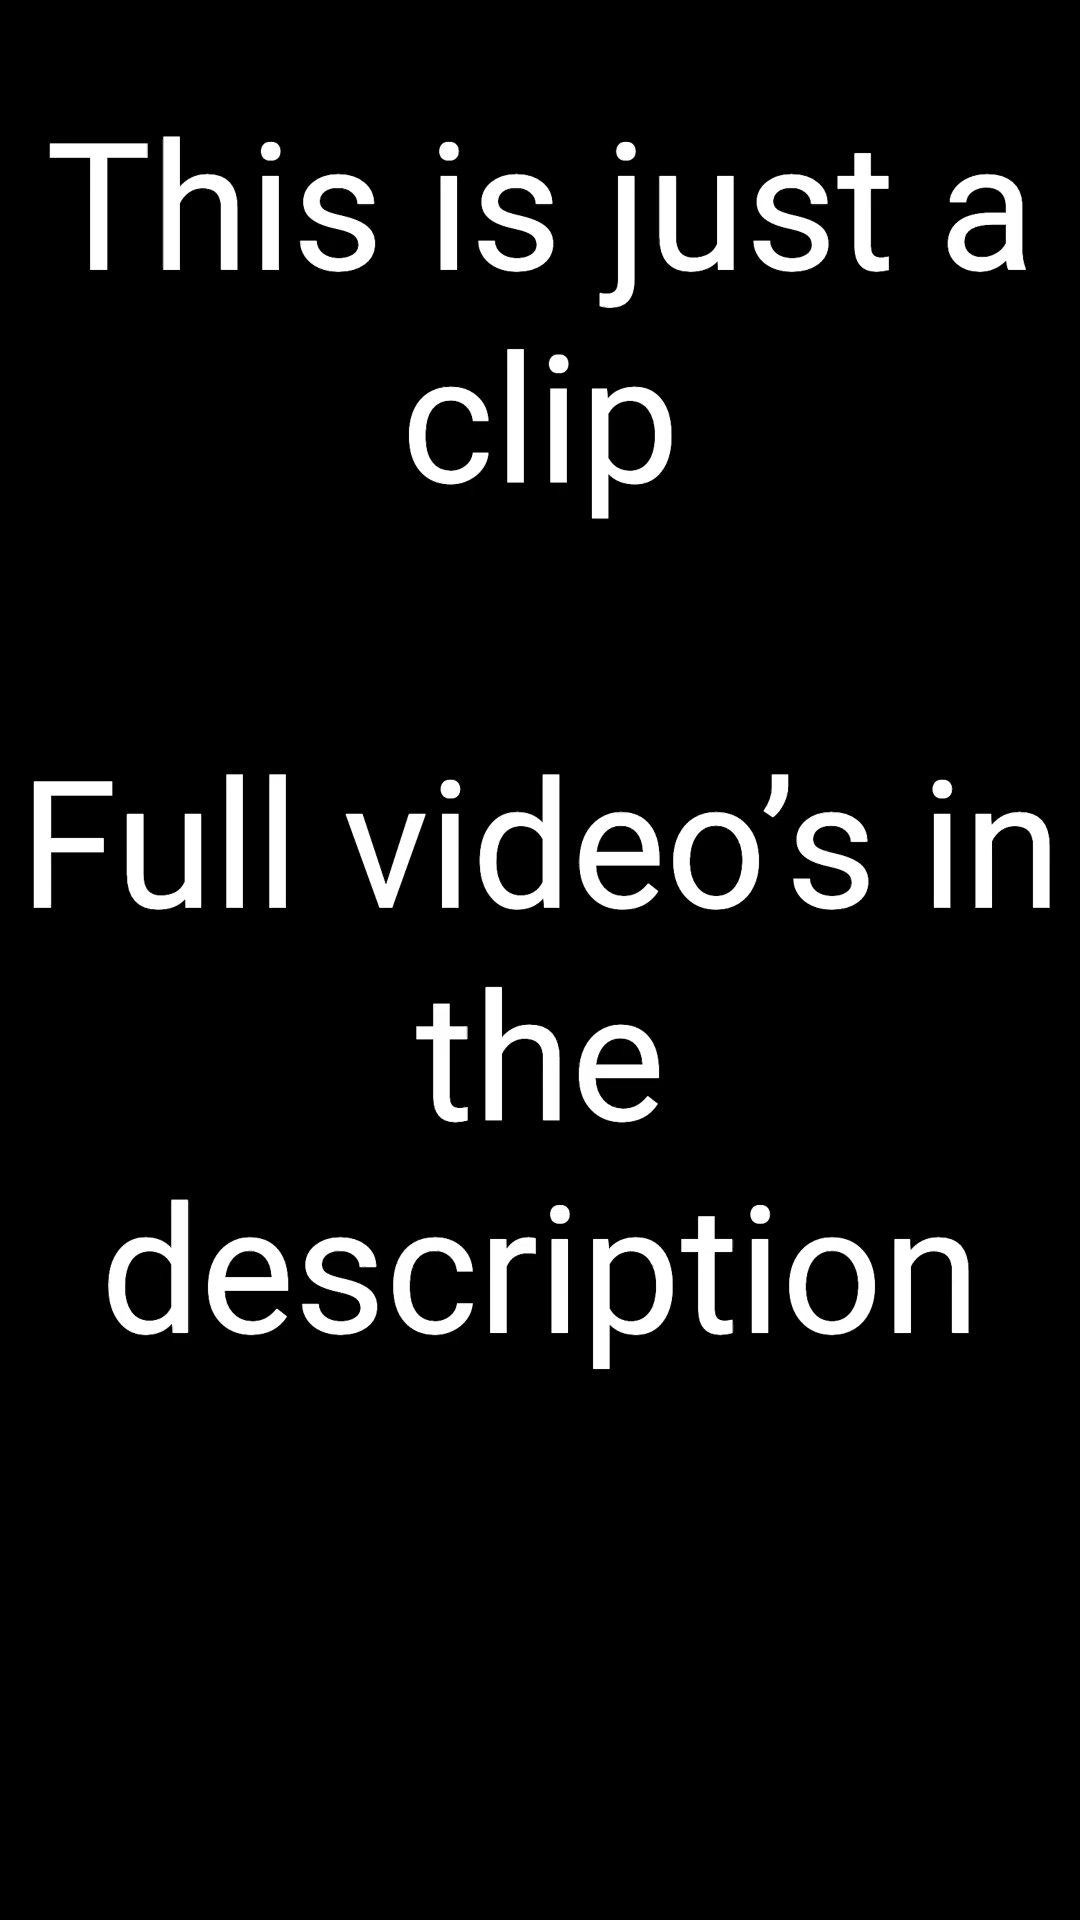 This is just a
clip
Full video’s in
the
description